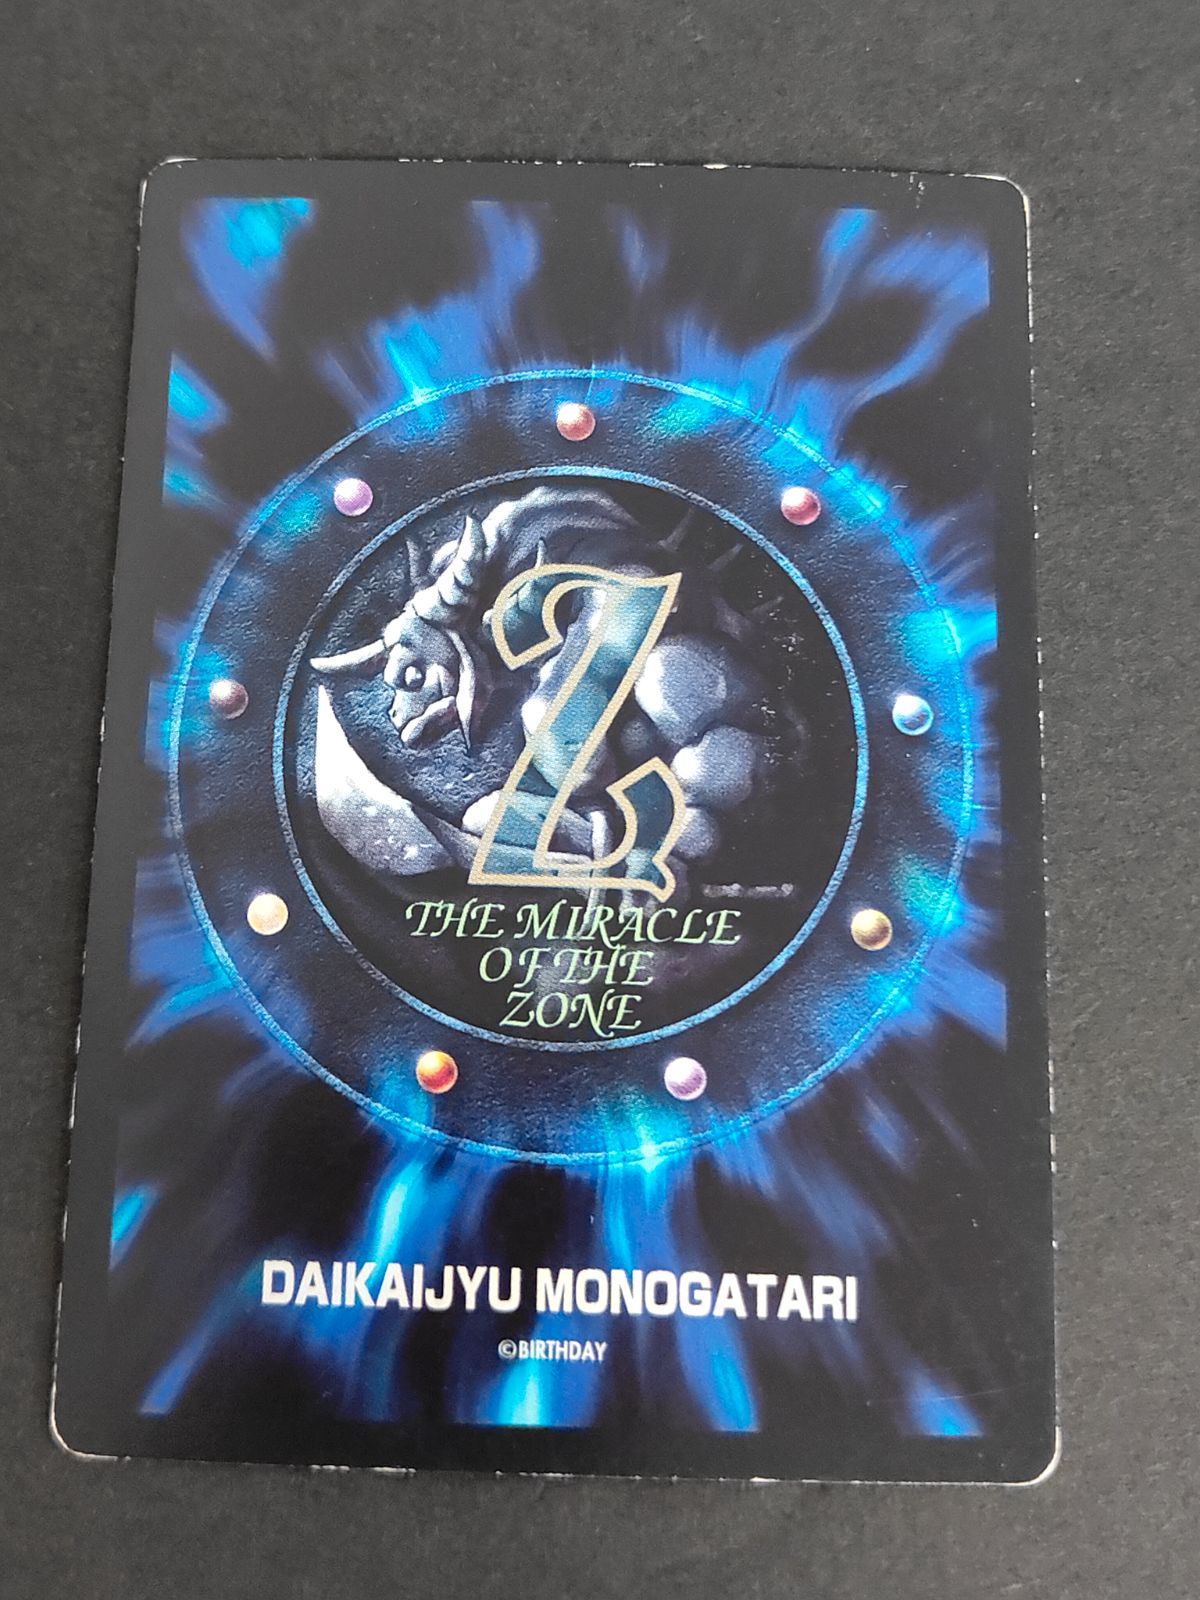 Z
THE MIRACLE
OF THE
ZONE
DAIKAIJYU MONOGATARI
©BIRTHDAY